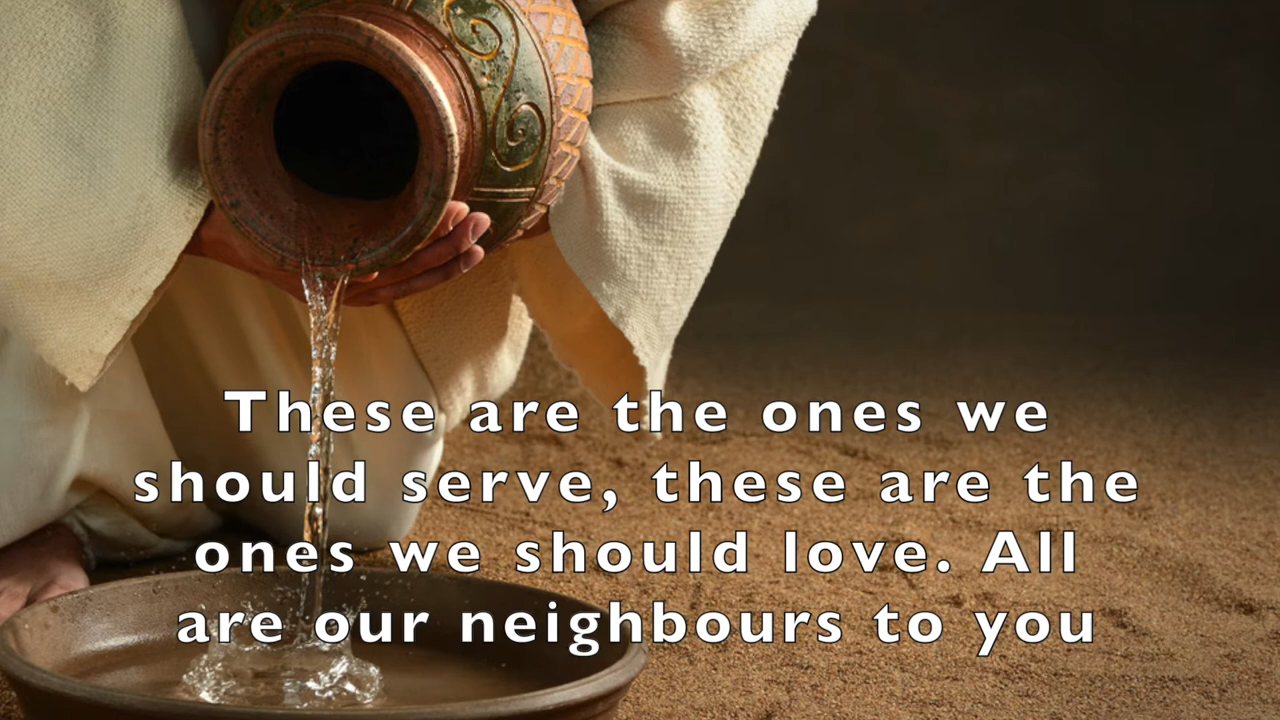 These are the ones we
should serve, these are the
ones we should love. All
are our neighbours to you